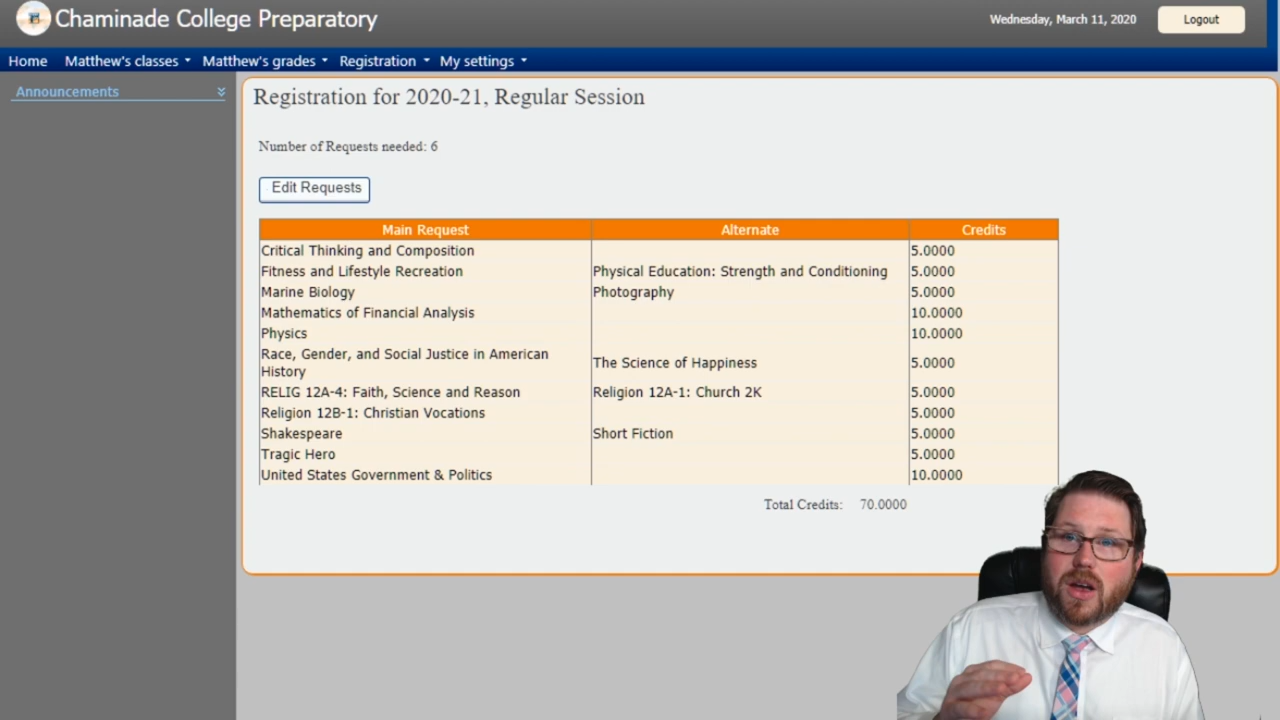 Chaminade College Preparatory
Wednesday, March 11, 2020 Logout
Home Matthew's classes Matthew's grades Registration My settings
Announcements
Registration for 2020-21, Regular Session
Number of Requests needed: 6
Edit Requests
Main Request Alternate Credits
Critical Thinking and Composition 5.0000
Fitness and Lifestyle Recreation Physical Education: Strength and Conditioning 5.0000
Marine Biology Photography 5.0000
Mathematics of Financial Analysis 10.0000
Physics 10.0000
Race, Gender, and Social Justice in American
History The Science of Happiness 5.0000
RELIG 12A-4: Faith, Science and Reason Religion 12A-1: Church 2K 5.0000
Religion 12B-1: Christian Vocations 5.0000
Shakespeare Short Fiction 5.0000
Tragic Hero 5.0000
United States Government & Politics 10.0000
Total Credits: 70.0000